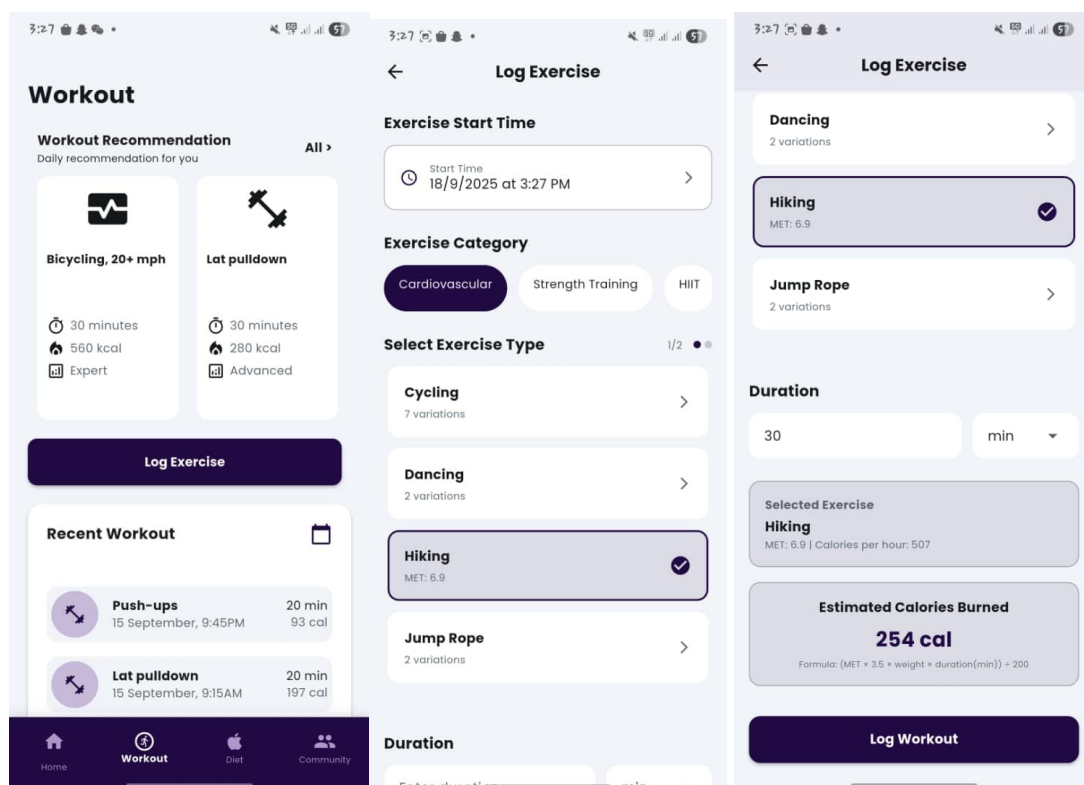 3:27
57
Workout
Workout Recommendation
Daily recommendation for you
All >
Bicycling, 20+ mph
30 minutes
560 kcal
Expert
Lat pulldown
30 minutes
280 kcal
Advanced
Log Exercise
Recent Workout
Push-ups
15 September, 9:45PM
20 min
93 cal
Lat pulldown
15 September, 9:15AM
20 min
197 cal
Home
Workout
Diet
Community
3:27
57
Log Exercise
Exercise Start Time
Start Time
18/9/2025 at 3:27 PM
Exercise Category
Cardiovascular
Strength Training
HIIT
Select Exercise Type
1/2
Cycling
7 variations
Dancing
2 variations
Hiking
MET: 6.9
Jump Rope
2 variations
Duration
3:27
57
Log Exercise
Dancing
2 variations
Hiking
MET: 6.9
Jump Rope
2 variations
Duration
30
min
Selected Exercise
Hiking
MET: 6.9 | Calories per hour: 507
Estimated Calories Burned
254 cal
Formula: (MET × 3.5 × weight × duration(min)) ÷ 200
Log Workout